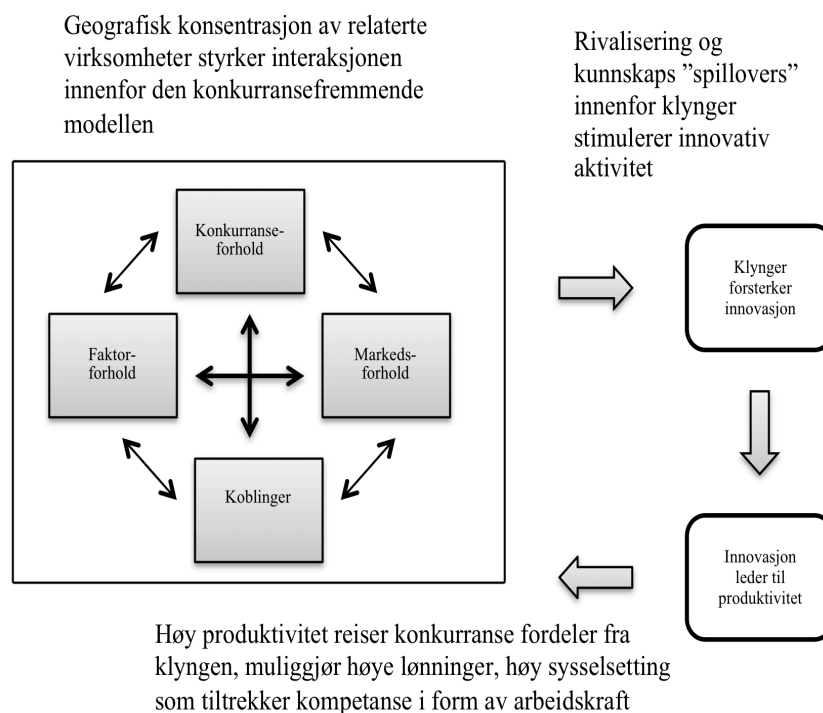 Geografisk konsentrasjon av relaterte
virksomheter styrker interaksjonen
innenfor den konkurransefremmende
modellen
Rivalisering og
kunnskaps ”spillovers”
innenfor klynger
stimulerer innovativ
aktivitet
Konkurranse-
forhold
Faktor-
forhold
Markeds-
forhold
Koblinger
Klynger
forsterker
innovasjon
Innovasjon
leder til
produktivitet
Høy produktivitet reiser konkurranse fordeler fra
klyngen, muliggjør høye lønninger, høy sysselsetting
som tiltrekker kompetanse i form av arbeidskraft